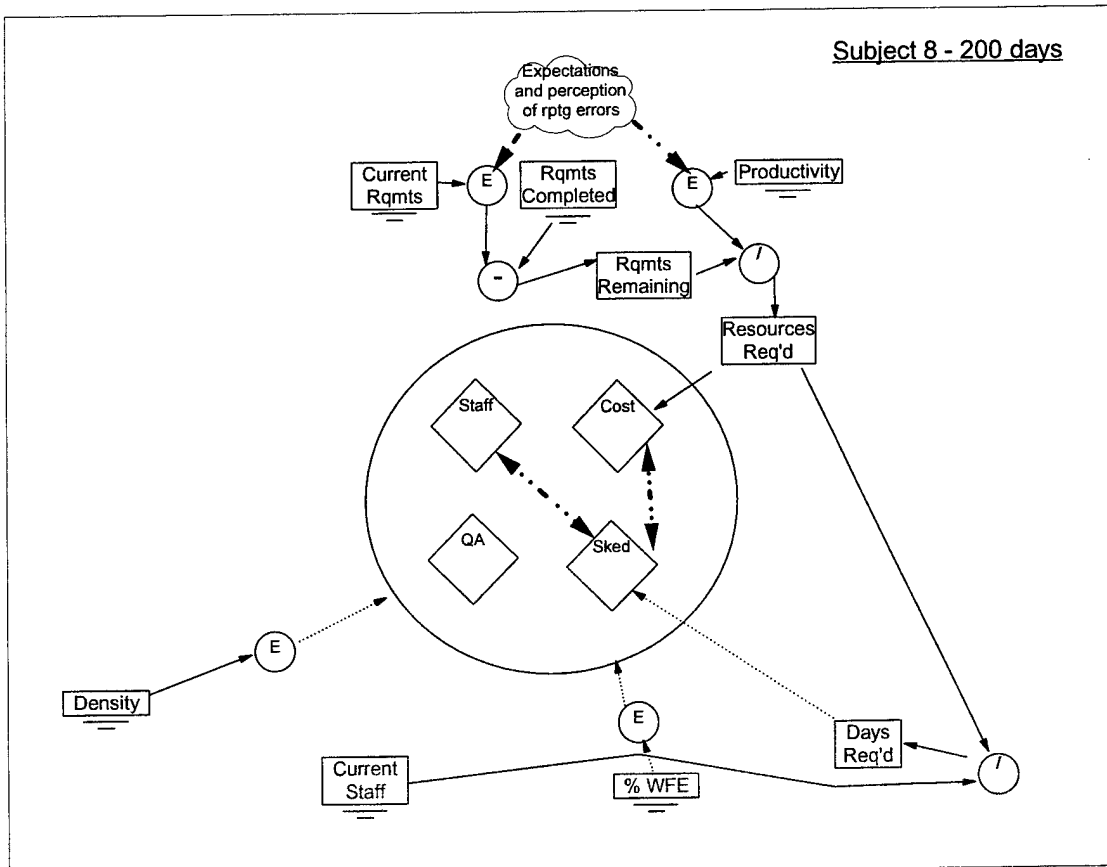 Subject 8 - 200 days
Expectations
and perception
of rptg errors
Current
Rqmts
E
Rqmts
Completed
E
Productivity
-
Rqmts
Remaining
/
Resources
Req'd
Staff
Cost
QA
Sked
E
Density
E
Days
Req'd
/
Current
Staff
% WFE